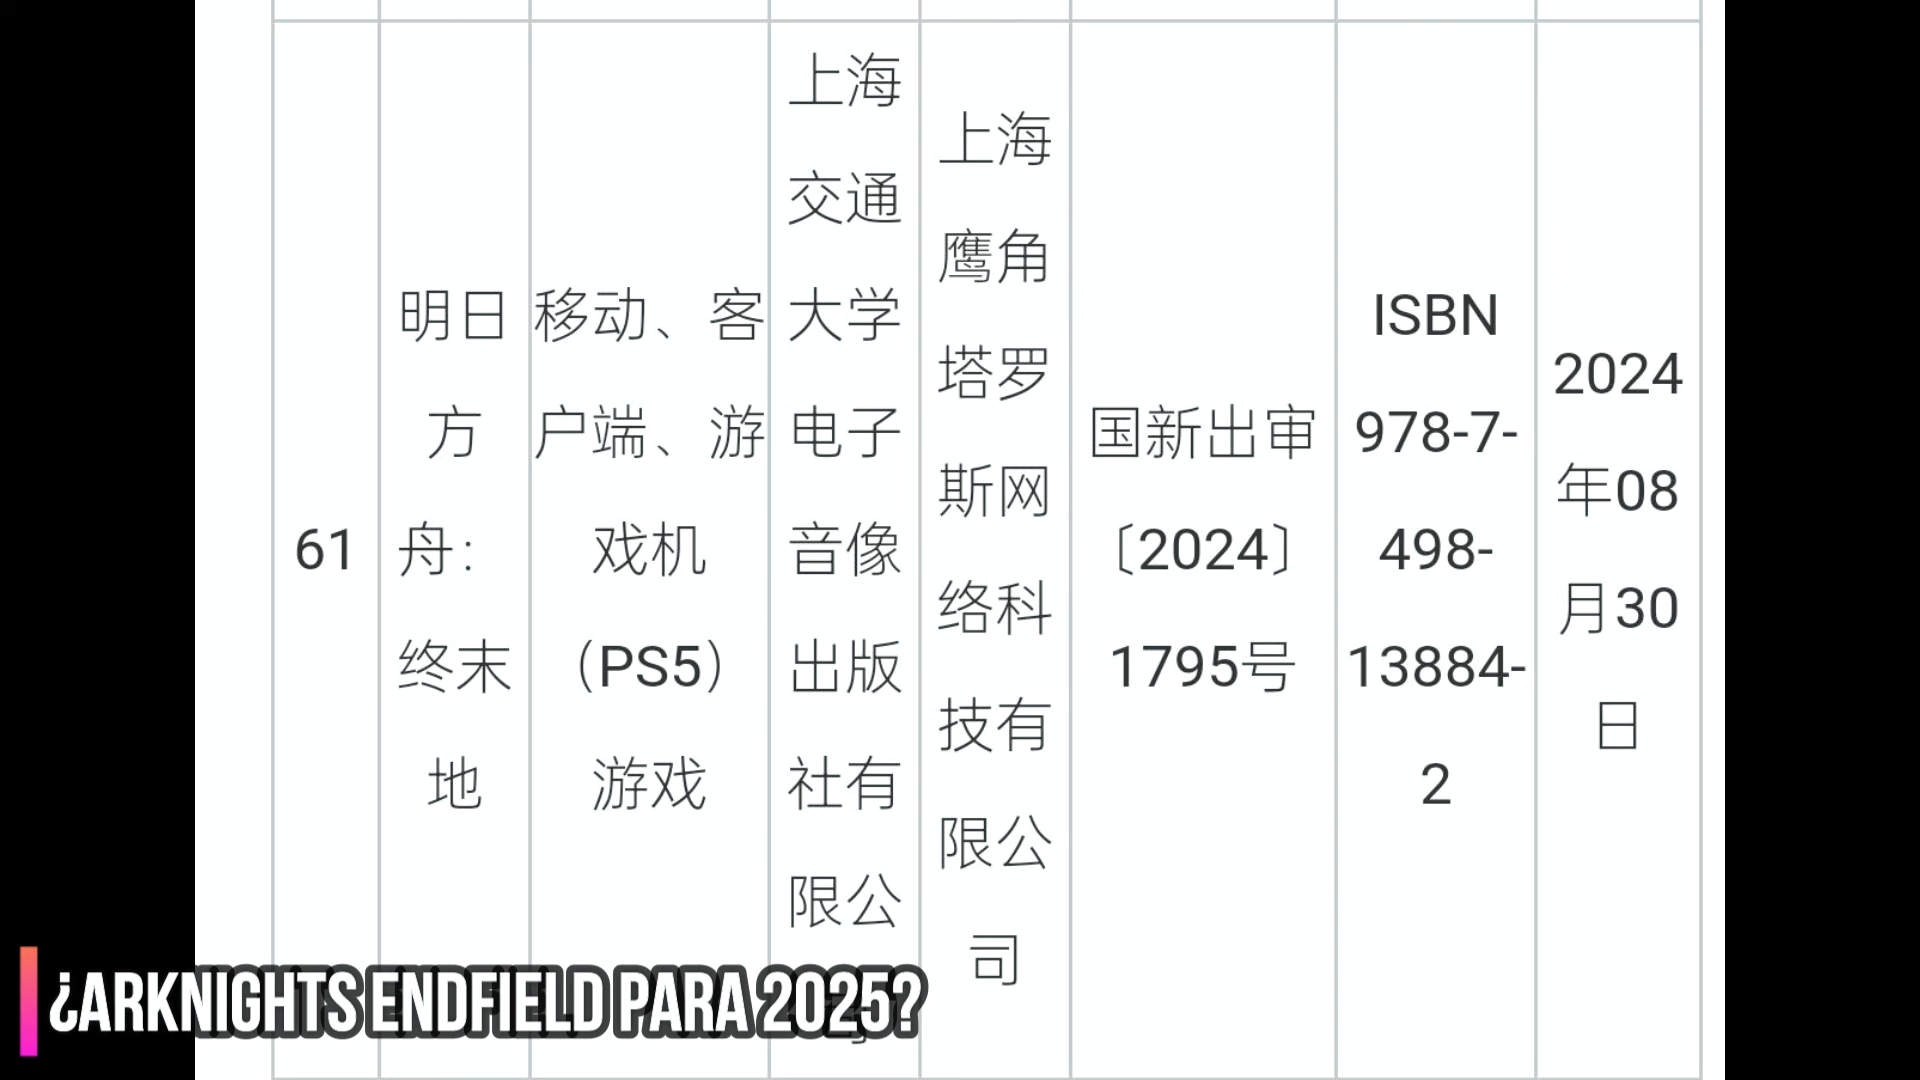 61
明日
方
舟：
终末
地
移动、客
户端、游
戏机
（PS5）
游戏
上海
交通
大学
电子
音像
出版
社有
限公
上海
鹰角
塔罗
斯网
络科
技有
限公
司
国新出审
〔2024〕
1795号
ISBN
978-7-
498-
13884-
2
2024
年08
月30
日
¿ARKNIGHTS ENDFIELD PARA 2025?